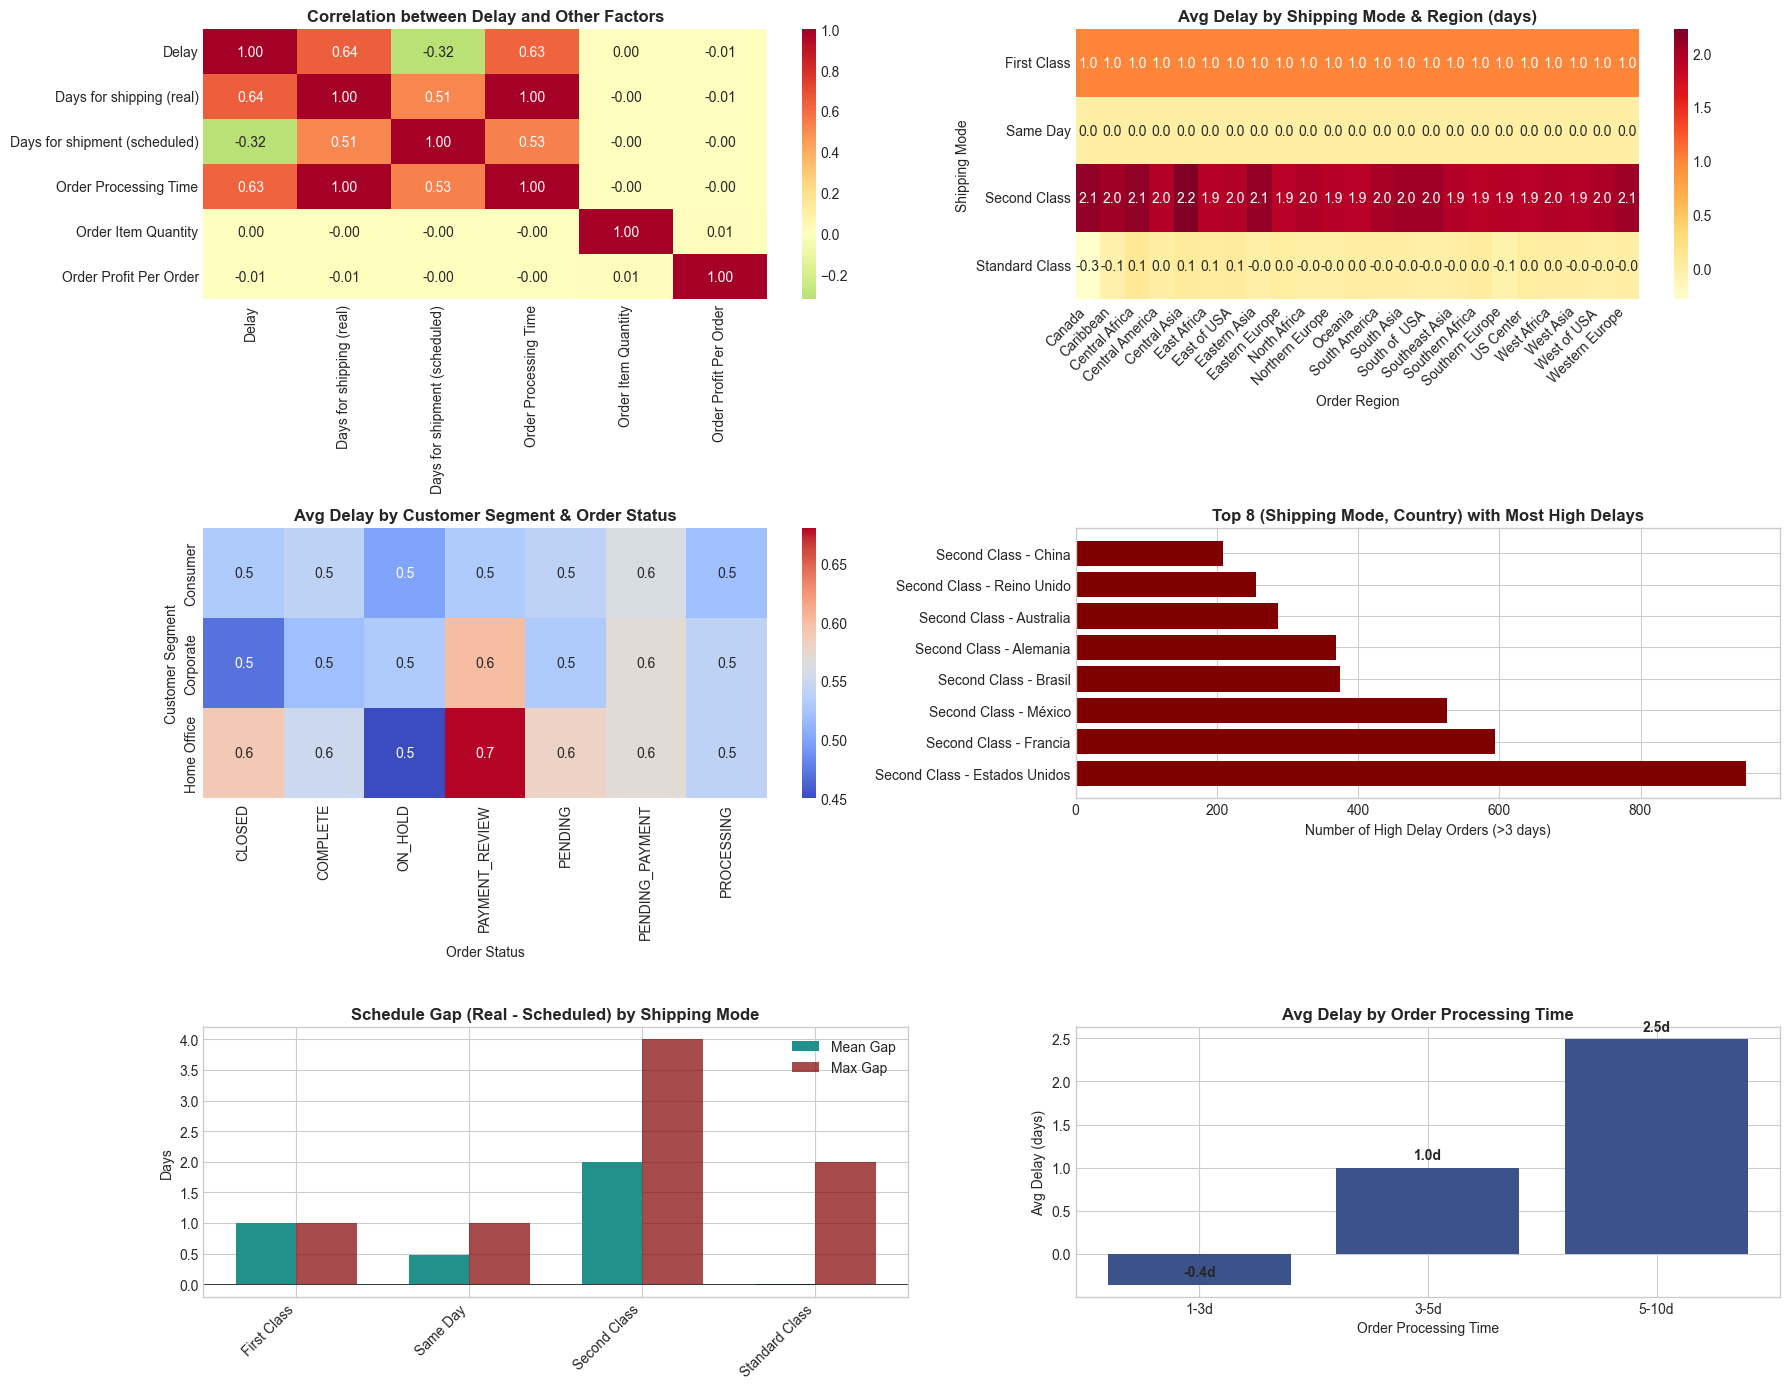 Correlation between Delay and Other Factors
Delay
Days for shipping (real)
Days for shipment (scheduled)
Order Processing Time
Order Item Quantity
Order Profit Per Order
1.00 0.64 -0.32 0.63 0.00 -0.01
0.64 1.00 0.51 1.00 -0.00 -0.01
-0.32 0.51 1.00 0.53 -0.00 -0.00
0.63 1.00 0.53 1.00 -0.00 -0.00
0.00 -0.00 -0.00 -0.00 1.00 0.01
-0.01 -0.01 -0.00 -0.00 0.01 1.00
Delay
Days for shipping (real)
Days for shipment (scheduled)
Order Processing Time
Order Item Quantity
Order Profit Per Order
1.0
0.8
0.6
0.4
0.2
0.0
−0.2
Avg Delay by Shipping Mode & Region (days)
Shipping Mode
First Class
Same Day
Second Class
Standard Class
1.0 1.0 1.0 1.0 1.0 1.0 1.0 1.0 1.0 1.0 1.0 1.0 1.0 1.0 1.0 1.0 1.0 1.0 1.0 1.0 1.0 1.0 1.0
0.0 0.0 0.0 0.0 0.0 0.0 0.0 0.0 0.0 0.0 0.0 0.0 0.0 0.0 0.0 0.0 0.0 0.0 0.0 0.0 0.0 0.0 0.0
2.1 2.0 2.1 2.0 2.2 1.9 2.0 2.1 1.9 2.0 1.9 1.9 2.0 2.0 2.0 1.9 1.9 1.9 1.9 2.0 1.9 2.0 2.1
-0.3 -0.1 0.1 0.0 0.1 0.1 0.1 -0.0 0.0 -0.0 -0.0 0.0 -0.0 -0.0 -0.0 -0.0 0.0 -0.1 0.0 0.0 -0.0 -0.0 -0.0
Canada
Caribbean
Central Africa
Central America
Central Asia
East Africa
East of USA
Eastern Asia
Eastern Europe
North Africa
Northern Europe
Oceania
South America
South Asia
South of USA
Southeast Asia
Southern Africa
Southern Europe
US Center
West Africa
West Asia
West of USA
Western Europe
Order Region
2.0
1.5
1.0
0.5
0.0
Avg Delay by Customer Segment & Order Status
Customer Segment
Consumer
Corporate
Home Office
0.5 0.5 0.5 0.5 0.5 0.6 0.5
0.5 0.5 0.5 0.6 0.5 0.6 0.5
0.6 0.6 0.5 0.7 0.6 0.6 0.5
CLOSED
COMPLETE
ON_HOLD
PAYMENT_REVIEW
PENDING
PENDING_PAYMENT
PROCESSING
Order Status
0.65
0.60
0.55
0.50
0.45
Top 8 (Shipping Mode, Country) with Most High Delays
Second Class - China
Second Class - Reino Unido
Second Class - Australia
Second Class - Alemania
Second Class - Brasil
Second Class - México
Second Class - Francia
Second Class - Estados Unidos
0 200 400 600 800
Number of High Delay Orders (>3 days)
Schedule Gap (Real - Scheduled) by Shipping Mode
Days
4.0
3.5
3.0
2.5
2.0
1.5
1.0
0.5
0.0
Mean Gap
Max Gap
First Class
Same Day
Second Class
Standard Class
Avg Delay by Order Processing Time
Avg Delay (days)
2.5
2.0
1.5
1.0
0.5
0.0
-0.4d
1.0d
2.5d
1-3d 3-5d 5-10d
Order Processing Time